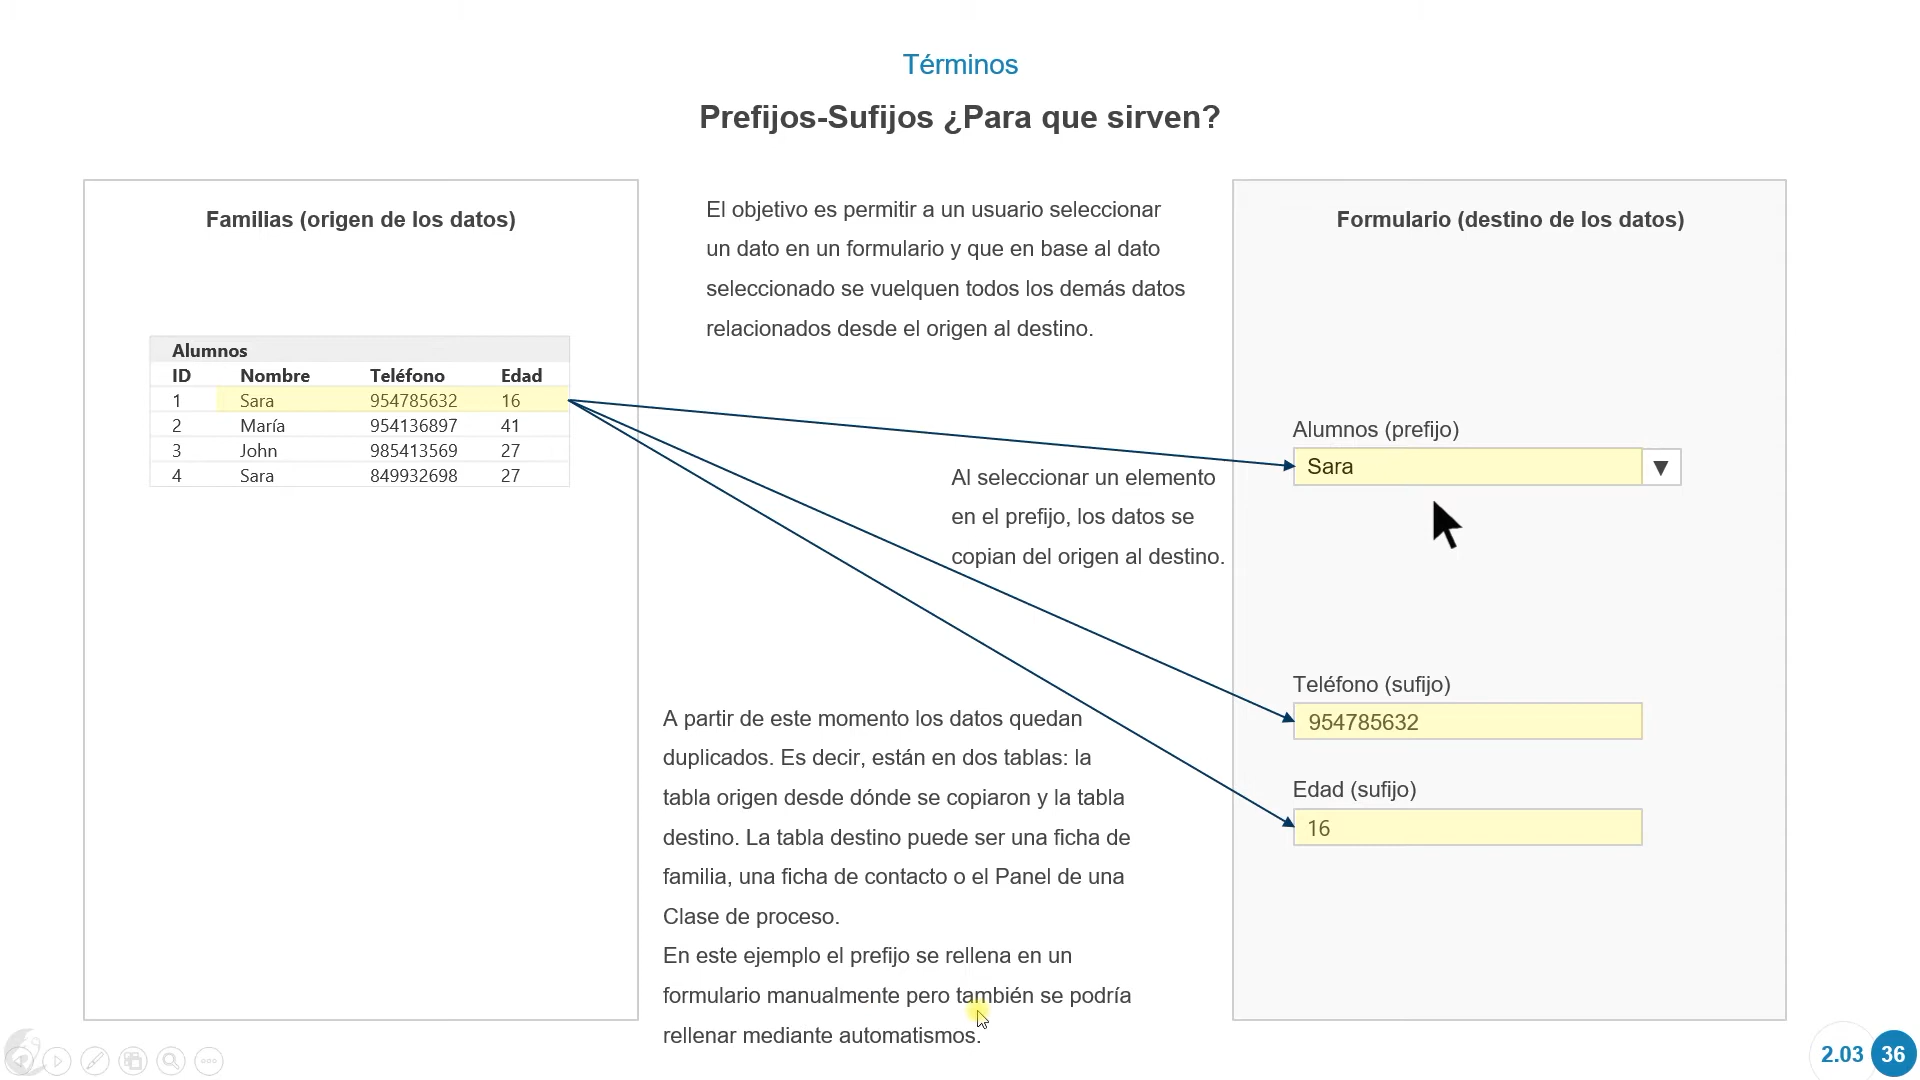 Términos
Prefijos-Sufijos ¿Para que sirven?
Familias (origen de los datos)
Alumnos
ID Nombre Teléfono Edad
1 Sara 954785632 16
2 María 954136897 41
3 John 985413569 27
4 Sara 849932698 27
El objetivo es permitir a un usuario seleccionar
un dato en un formulario y que en base al dato
seleccionado se vuelquen todos los demás datos
relacionados desde el origen al destino.
Al seleccionar un elemento
en el prefijo, los datos se
copian del origen al destino.
A partir de este momento los datos quedan
duplicados. Es decir, están en dos tablas: la
tabla origen desde dónde se copiaron y la tabla
destino. La tabla destino puede ser una ficha de
familia, una ficha de contacto o el Panel de una
Clase de proceso.
En este ejemplo el prefijo se rellena en un
formulario manualmente pero también se podría
rellenar mediante automatismos.
Formulario (destino de los datos)
Alumnos (prefijo)
Sara
Teléfono (sufijo)
954785632
Edad (sufijo)
16
2.03 36